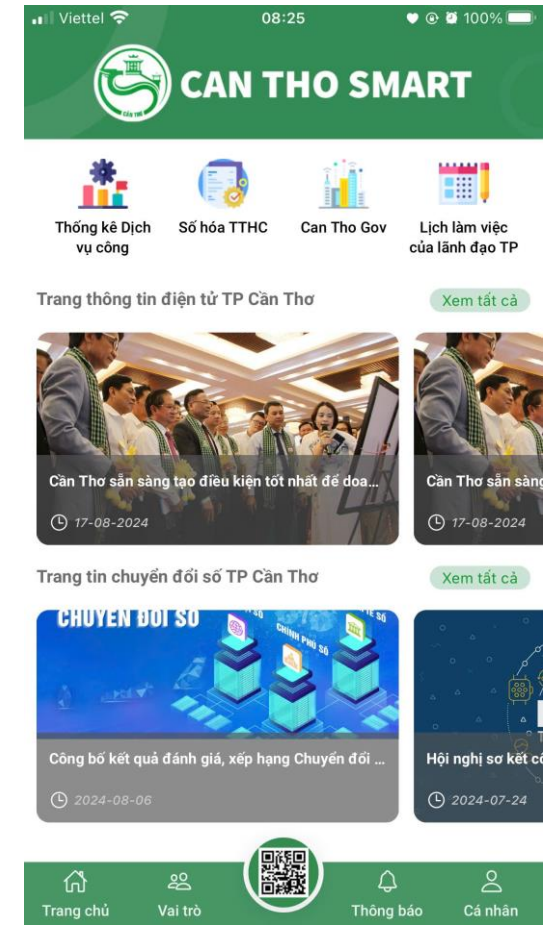 Viettel 08:25 100%
CẦN THƠ
CAN THO SMART
Thống kê Dịch
vụ công
Số hóa TTHC
Can Tho Gov
Lịch làm việc
của lãnh đạo TP
Trang thông tin điện tử TP Cần Thơ
Xem tất cả
Cần Thơ sẵn sàng tạo điều kiện tốt nhất để doa...
17-08-2024
Cần Thơ sẵn sàng
17-08-2024
Trang tin chuyển đổi số TP Cần Thơ
Xem tất cả
CHUYỂN ĐỔI SỐ
CHÍNH PHỦ SỐ
Công bố kết quả đánh giá, xếp hạng Chuyển đổi ...
2024-08-06
Hội nghị sơ kết cô
2024-07-24
Trang chủ
Vai trò
Thông báo
Cá nhân